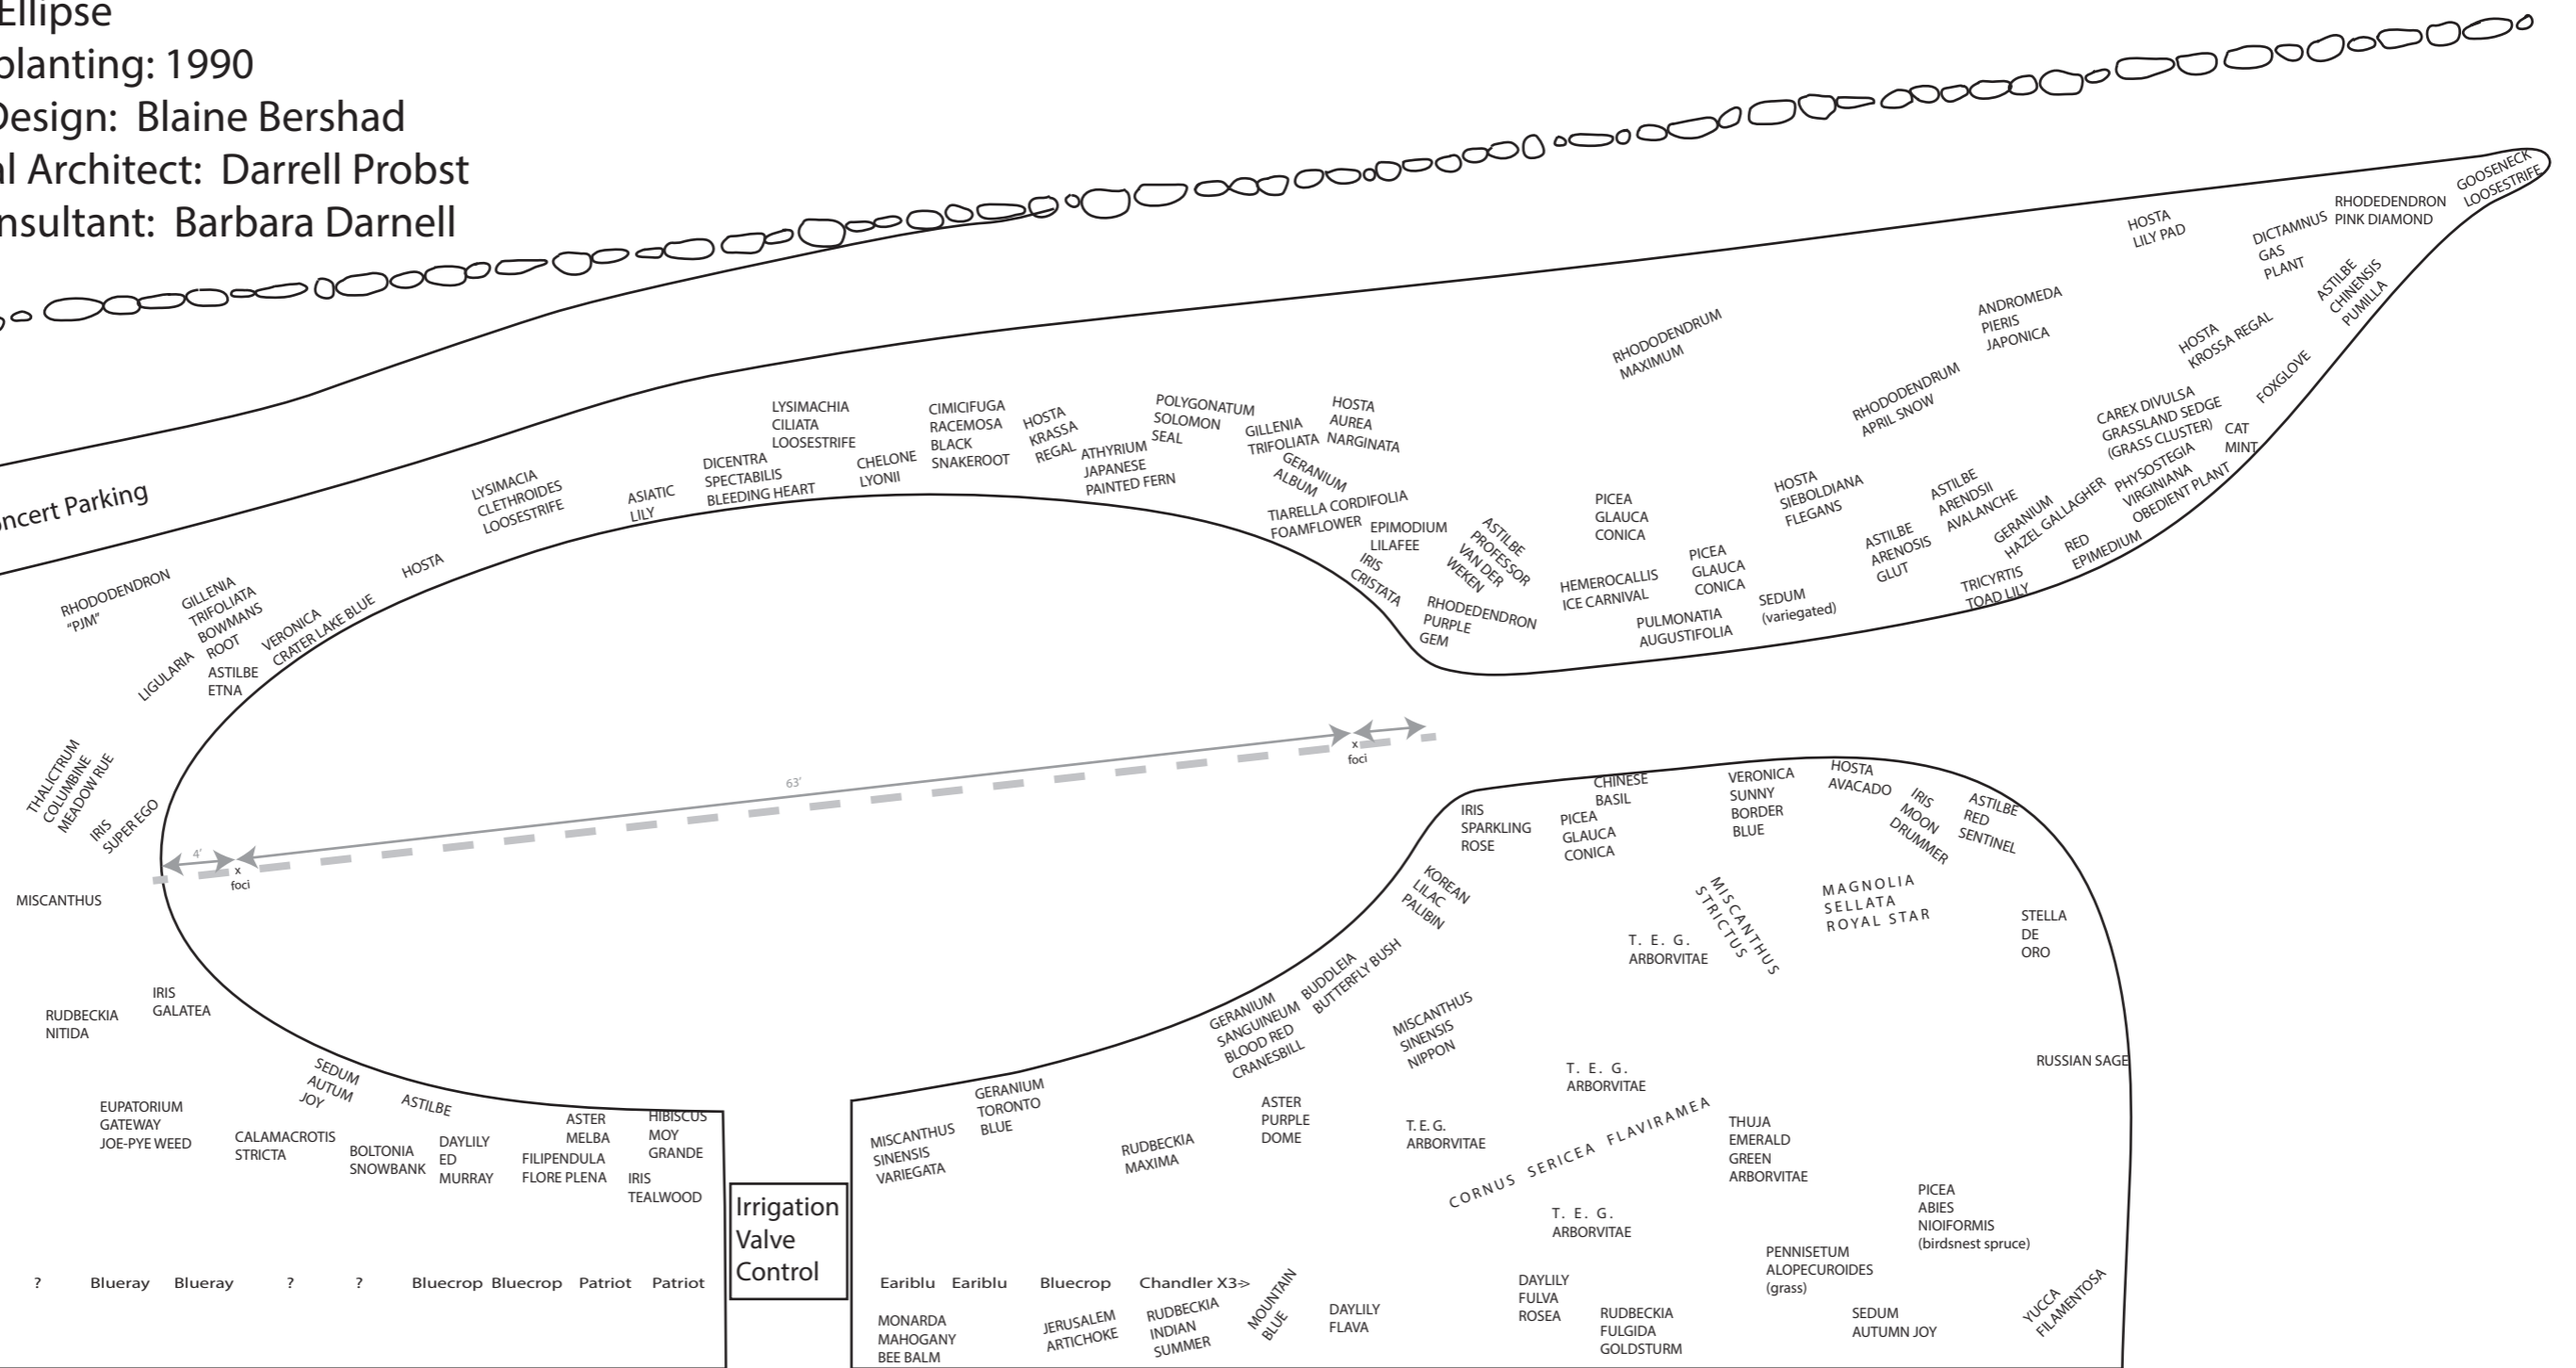 Ellipse
planting: 1990
Design: Blaine Bershad
al Architect: Darrell Probst
nsultant: Barbara Darnell
GOOSENECK
LOOSESTRIFE
RHODEDENDRON
PINK DIAMOND
HOSTA
LILY PAD
DICTAMNUS
GAS
PLANT
ASTILBE
CHINENSIS
PUMILLA
ANDROMEDA
PIERIS
JAPONICA
RHODODENDRUM
MAXIMUM
HOSTA
KROSSA REGAL
FOXGLOVE
RHODODENDRUM
APRIL SNOW
CAREX DIVULSA
GRASSLAND SEDGE
(GRASS CLUSTER)
CAT
MINT
LYSIMACHIA
CILIATA
LOOSESTRIFE
CIMICIFUGA
RACEMOSA
BLACK
SNAKEROOT
HOSTA
KRASSA
REGAL
POLYGONATUM
SOLOMON
SEAL
GILLENIA
TRIFOLIATA
HOSTA
AUREA
NARGINATA
DICENTRA
SPECTABILIS
BLEEDING HEART
CHELONE
LYONII
ATHYRIUM
JAPANESE
PAINTED FERN
GERANIUM
ALBUM
PHYSOSTEGIA
VIRGINIANA
OBEDIENT PLANT
oncert Parking
LYSIMACIA
CLETHROIDES
LOOSESTRIFE
ASIATIC
LILY
TIARELLA CORDIFOLIA
FOAMFLOWER
EPIMODIUM
LILAFEE
ASTILBE
PROFESSOR
VAN DER
WEKEN
PICEA
GLAUCA
CONICA
HOSTA
SIEBOLDIANA
FLEGANS
ASTILBE
ARENDSII
AVALANCHE
GERANIUM
HAZEL GALLAGHER
ASTILBE
ARENOSIS
GLUT
RED
EPIMEDIUM
TRICYRTIS
TOAD LILY
IRIS
CRISTATA
HEMEROCALLIS
ICE CARNIVAL
PICEA
GLAUCA
CONICA
SEDUM
(variegated)
RHODEDENDRON
PURPLE
GEM
PULMONATIA
AUGUSTIFOLIA
RHODODENDRON
"PJM"
GILLENIA
TRIFOLIATA
BOWMANS
ROOT
VERONICA
CRATER LAKE BLUE
HOSTA
LIGULARIA
ASTILBE
ETNA
THALICTRUM
COLUMBINE
MEADOW RUE
IRIS
SUPER EGO
4'
x
foci
63'
x
foci
MISCANTHUS
CHINESE
BASIL
VERONICA
SUNNY
BORDER
BLUE
HOSTA
AVACADO
IRIS
MOON
DRUMMER
ASTILBE
RED
SENTINEL
IRIS
SPARKLING
ROSE
PICEA
GLAUCA
CONICA
KOREAN
LILAC
PALIBIN
MISCANTHUS
STRICTUS
MAGNOLIA
SELLATA
ROYAL STAR
STELLA
DE
ORO
T. E. G.
ARBORVITAE
BUDDLEIA
BUTTERFLY BUSH
IRIS
GALATEA
RUDBECKIA
NITIDA
GERANIUM
SANGUINEUM
BLOOD RED
CRANESBILL
MISCANTHUS
SINENSIS
NIPPON
RUSSIAN SAGE
T. E. G.
ARBORVITAE
SEDUM
AUTUM
JOY
ASTILBE
EUPATORIUM
GATEWAY
JOE-PYE WEED
CALAMACROTIS
STRICTA
BOLTONIA
SNOWBANK
DAYLILY
ED
MURRAY
ASTER
MELBA
FILIPENDULA
FLORE PLENA
HIBISCUS
MOY
GRANDE
IRIS
TEALWOOD
GERANIUM
TORONTO
BLUE
MISCANTHUS
SINENSIS
VARIEGATA
RUDBECKIA
MAXIMA
ASTER
PURPLE
DOME
T. E. G.
ARBORVITAE
CORNUS SERICEA FLAVIRAMEA
THUJA
EMERALD
GREEN
ARBORVITAE
T. E. G.
ARBORVITAE
PICEA
ABIES
NIOIFORMIS
(birdsnest spruce)
Irrigation
Valve
Control
PENNISETUM
ALOPECUROIDES
(grass)
? Blueray Blueray ? ? Bluecrop Bluecrop Patriot Patriot
Eariblu Eariblu Bluecrop Chandler X3->
MONARDA
MAHOGANY
BEE BALM
JERUSALEM
ARTICHOKE
RUDBECKIA
INDIAN
SUMMER
MOUNTAIN
BLUE
DAYLILY
FLAVA
DAYLILY
FULVA
ROSEA
RUDBECKIA
FULGIDA
GOLDSTURM
SEDUM
AUTUMN JOY
YUCCA
FILAMENTOSA